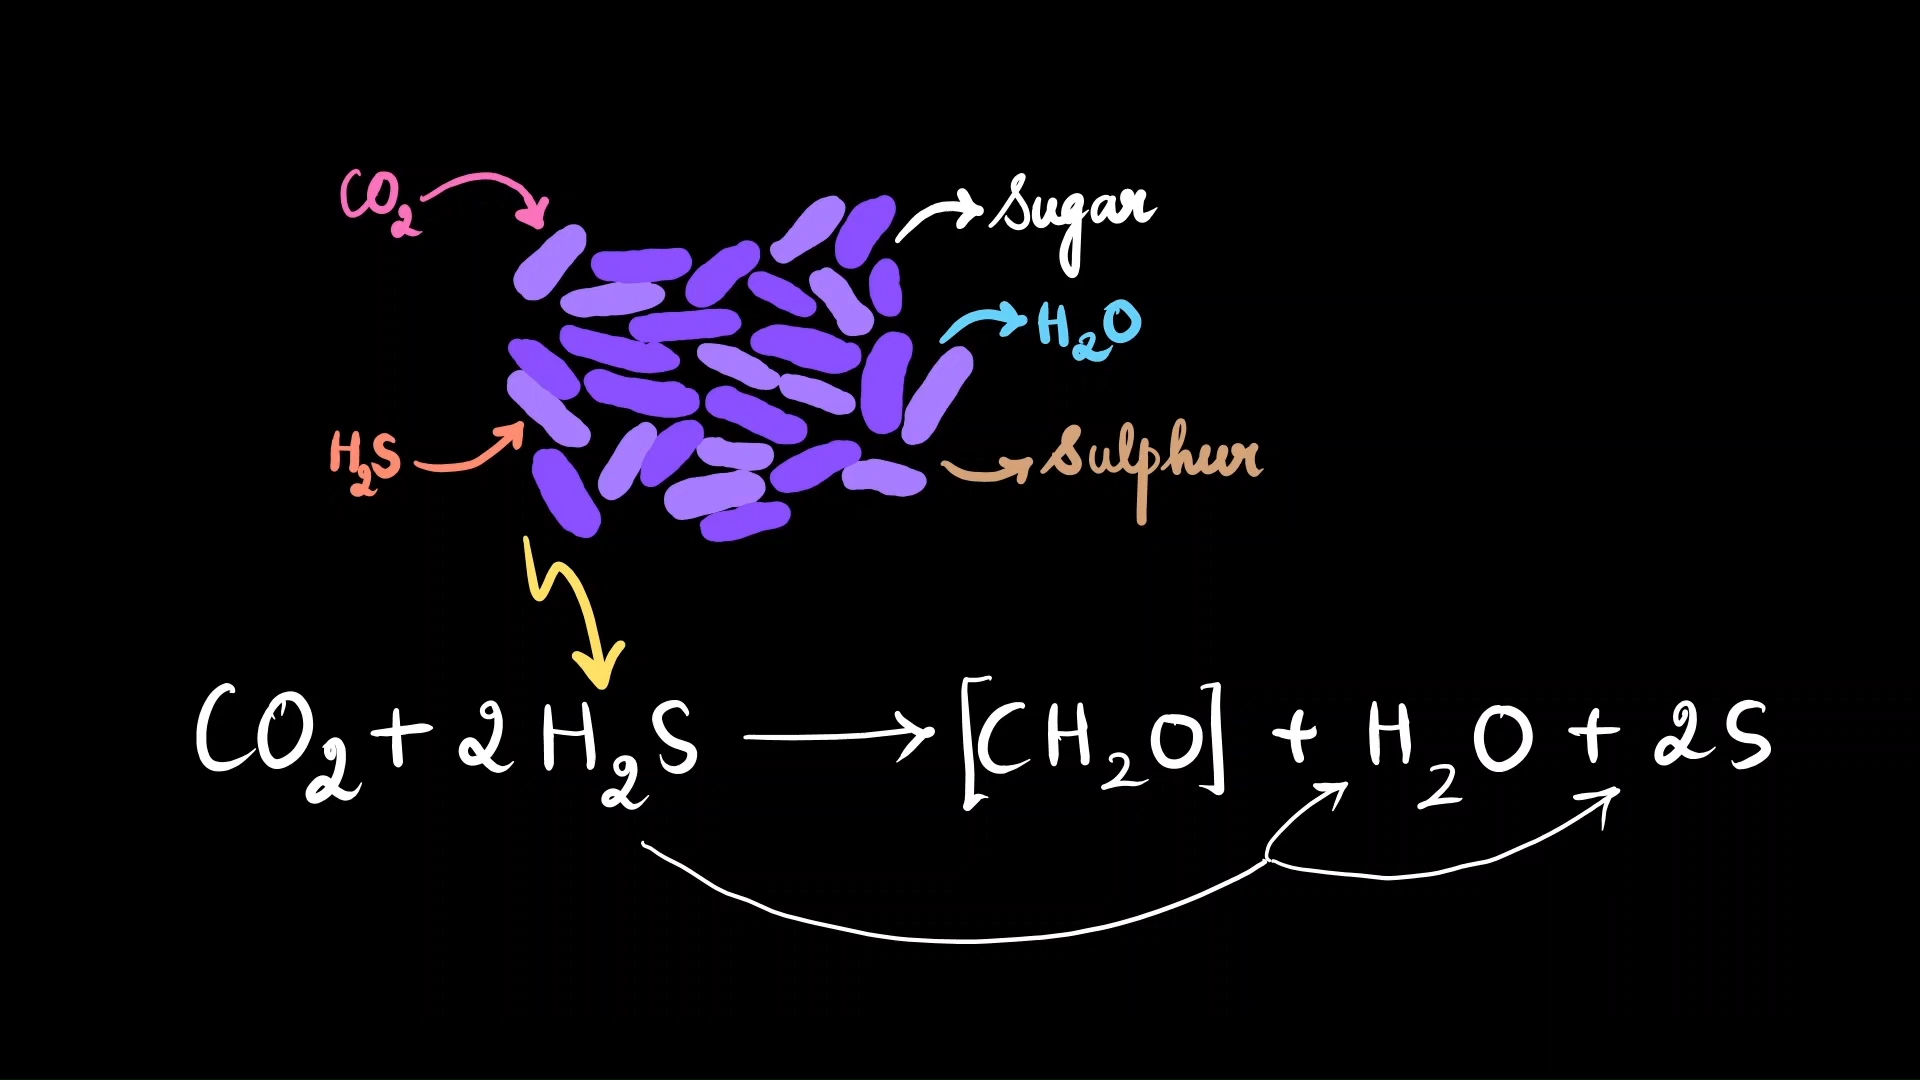 CO₂
Sugar
H₂O
H₂S
Sulphur
CO₂ + 2H₂S → [CH₂O] + H₂O + 2S